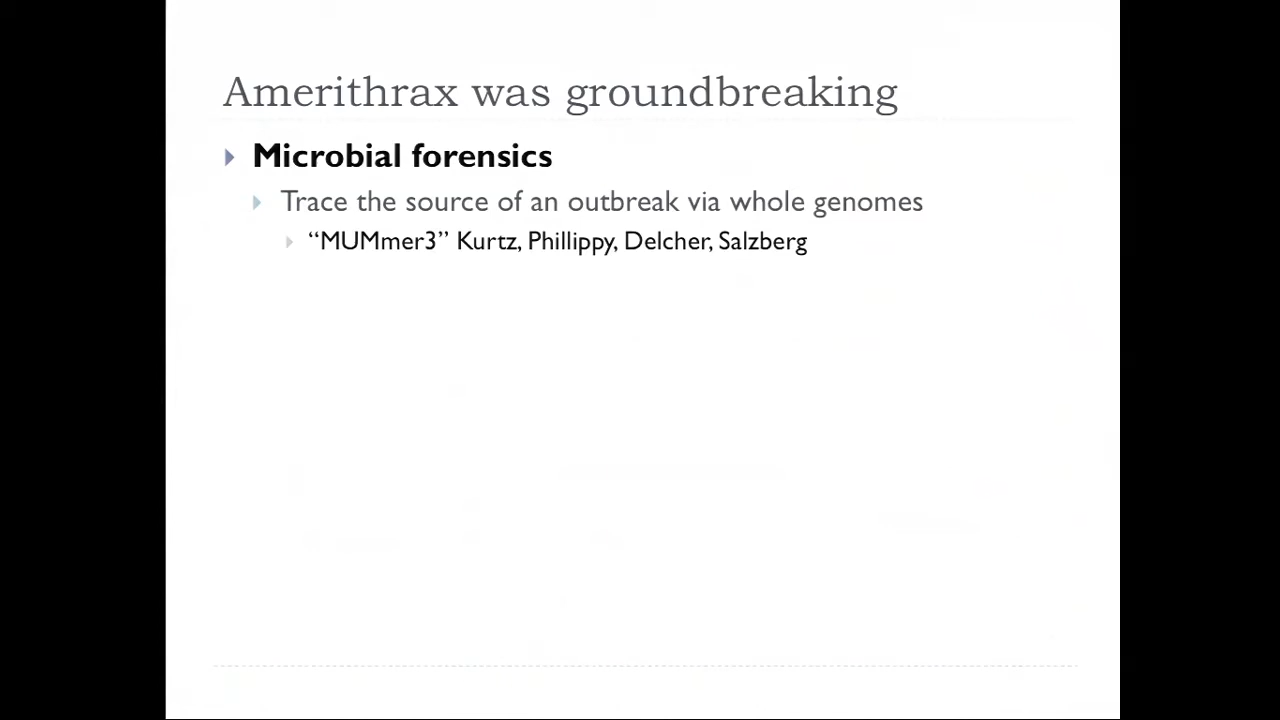 Amerithrax was groundbreaking
Microbial forensics
Trace the source of an outbreak via whole genomes
“MUMmer3” Kurtz, Phillippy, Delcher, Salzberg